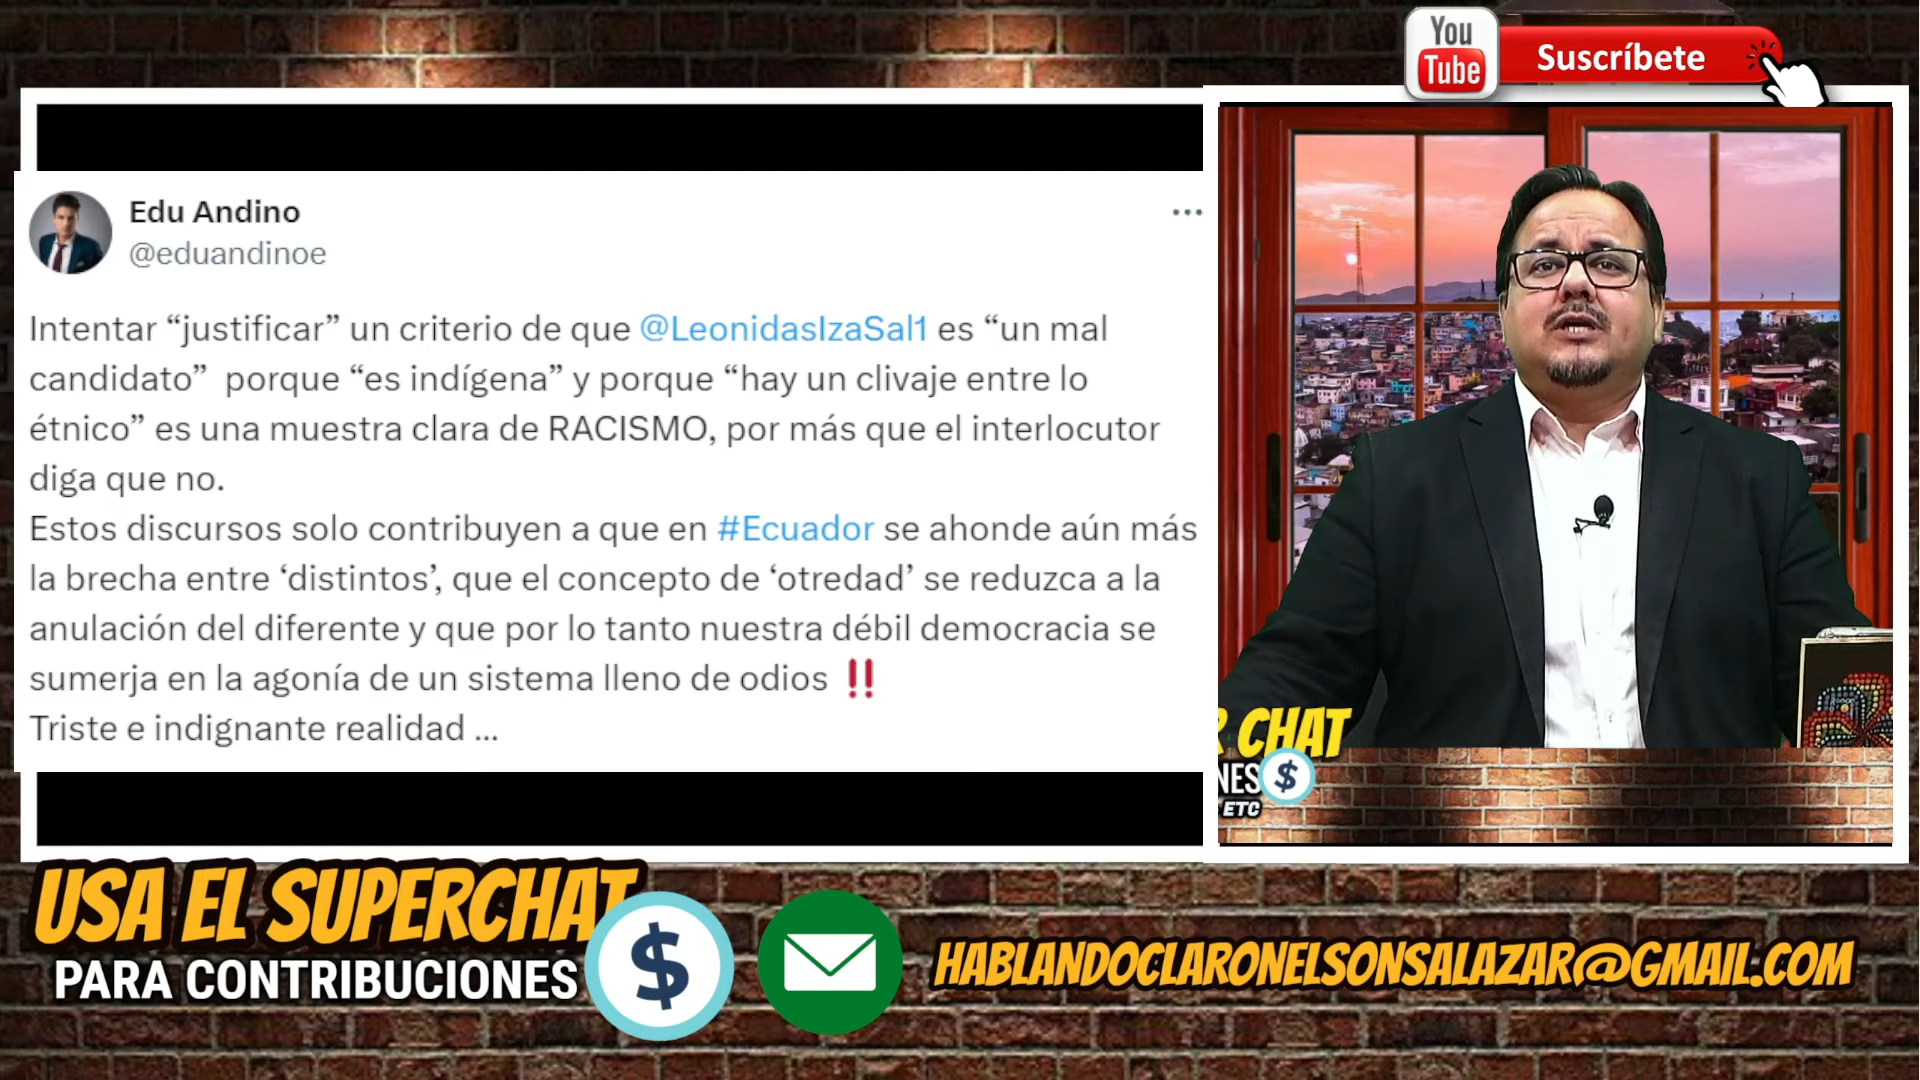 You
Tube
Suscríbete
Edu Andino
@eduandinoe
Intentar “justificar” un criterio de que @LeonidasIzaSal1 es “un mal
candidato”  porque “es indígena” y porque “hay un clivaje entre lo
étnico” es una muestra clara de RACISMO, por más que el interlocutor
diga que no.
Estos discursos solo contribuyen a que en #Ecuador se ahonde aún más
la brecha entre ‘distintos’, que el concepto de ‘otredad’ se reduzca a la
anulación del diferente y que por lo tanto nuestra débil democracia se
sumerja en la agonía de un sistema lleno de odios ‼️
Triste e indignante realidad ...
R CHAT
NES $
ETC
USA EL SUPERCHAT
PARA CONTRIBUCIONES $
HABLANDOCLARONELSONSALAZAR@GMAIL.COM